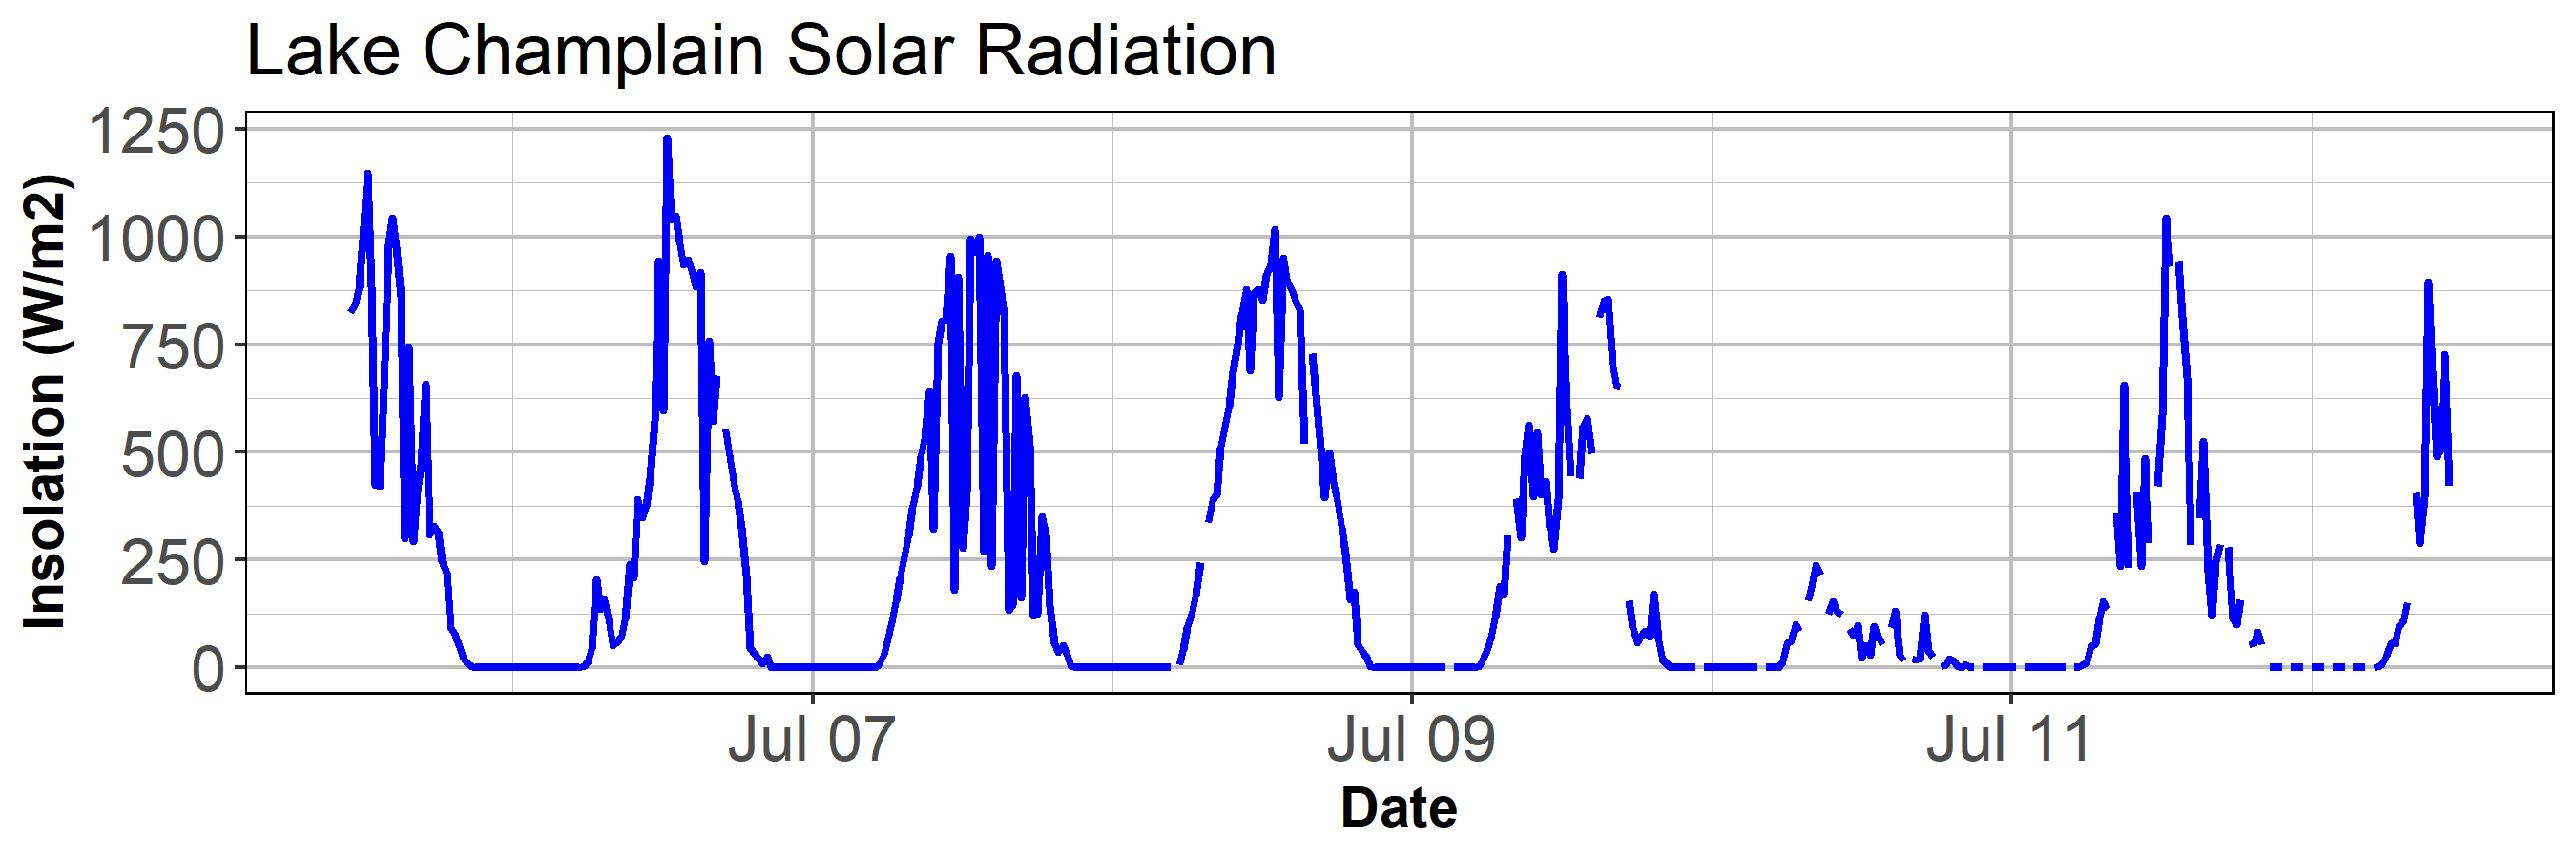 Lake Champlain Solar Radiation
Insolation (W/m2)
1250
1000
750
500
250
0
Jul 07
Jul 09
Jul 11
Date